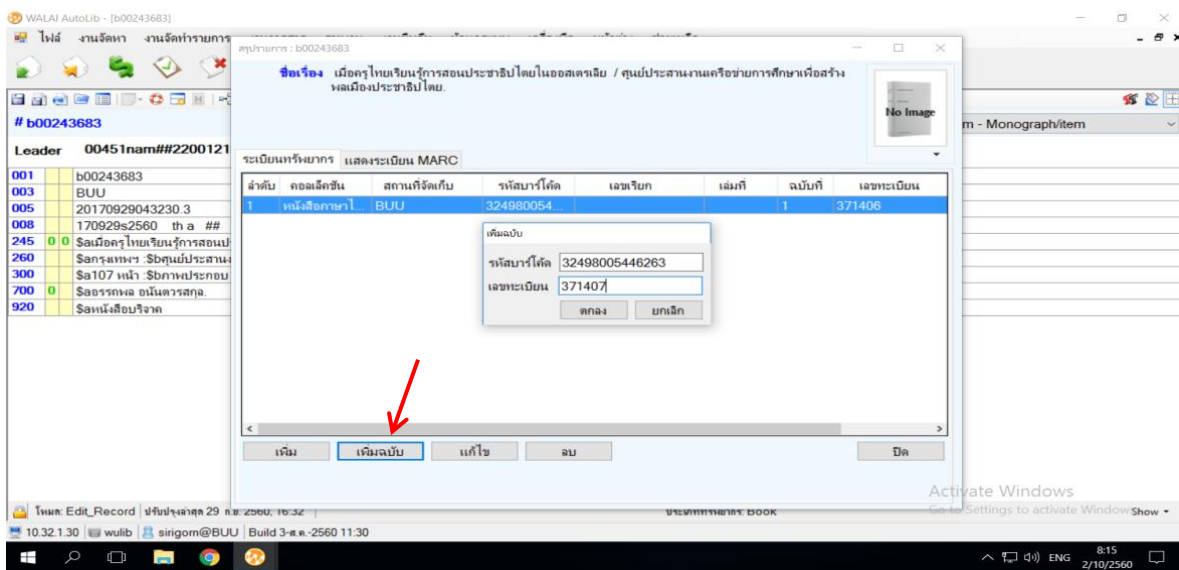 WALAI AutoLib - [b00243683]
ไฟล์ งานจัดหา งานจัดทำรายการ
# b00243683
m - Monograph/item
Leader 00451nam##2200121
001 b00243683
003 BUU
005 20170929043230.3
008 170929s2560 th a ##
245 0 0 $aเมื่อครูไทยเรียนรู้การสอนป
260 $aกรุงเทพฯ :$bศูนย์ประสาน
300 $a107 หน้า :$bภาพประกอบ
700 0 $aอรรถพล อนันตวรสกุล.
920 $aหนังสือบริจาค
สรุปรายการ : b00243683
ชื่อเรื่อง เมื่อครูไทยเรียนรู้การสอนประชาธิปไตยในออสเตรเลีย / ศูนย์ประสานงานเครือข่ายการศึกษาเพื่อสร้าง
พลเมืองประชาธิปไตย.
No Image
ระเบียนทรัพยากร แสดงระเบียน MARC
ลำดับ คอลเล็คชัน สถานที่จัดเก็บ รหัสบาร์โค้ด เลขเรียก เล่มที่ ฉบับที่ เลขทะเบียน
1 หนังสือภาษาไ... BUU 324980054... 1 371406
เพิ่มฉบับ
รหัสบาร์โค้ด 32498005446263
เลขทะเบียน 371407
ตกลง ยกเลิก
เพิ่ม เพิ่มฉบับ แก้ไข ลบ ปิด
Activate Windows
Go to Settings to activate Windows.
โหมด: Edit_Record ปรับปรุงล่าสุด 29 ก.ย. 2560, 16:32 ประเภททรัพยากร: BOOK Show
10.32.1.30 wulib sirigorn@BUU Build 3-ส.ค.-2560 11:30
ENG 8:15
2/10/2560